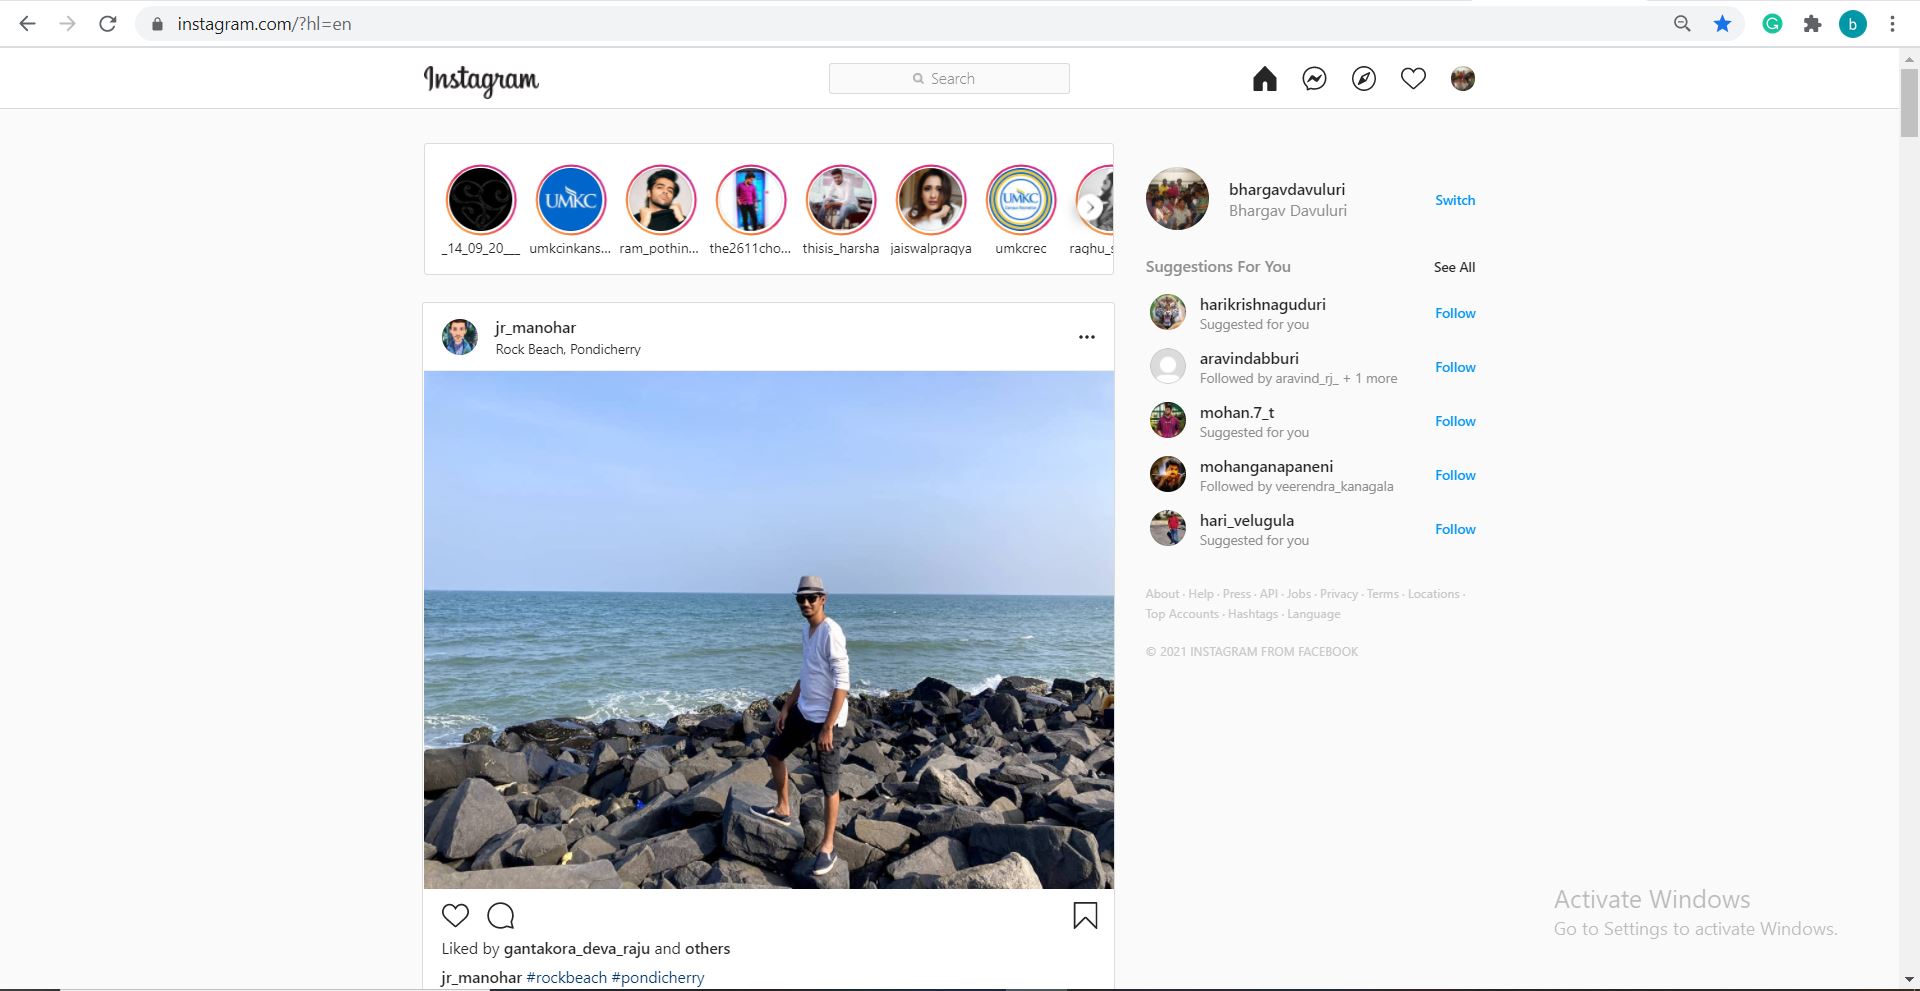 instagram.com/?hl=en
b
Instagram
Search
UMKC
UMKC
_14_09_20___ umkcinkans... ram_pothin... the2611cho... thisis_harsha jaiswalpragya umkcrec raghu_s
bhargavdavuluri
Bhargav Davuluri
Switch
Suggestions For You See All
harikrishnaguduri
Suggested for you
Follow
aravindabburi
Followed by aravind_rj_ + 1 more
Follow
mohan.7_t
Suggested for you
Follow
mohanganapaneni
Followed by veerendra_kanagala
Follow
hari_velugula
Suggested for you
Follow
About · Help · Press · API · Jobs · Privacy · Terms · Locations ·
Top Accounts · Hashtags · Language
© 2021 INSTAGRAM FROM FACEBOOK
jr_manohar
Rock Beach, Pondicherry
Liked by gantakora_deva_raju and others
jr_manohar #rockbeach #pondicherry
Activate Windows
Go to Settings to activate Windows.